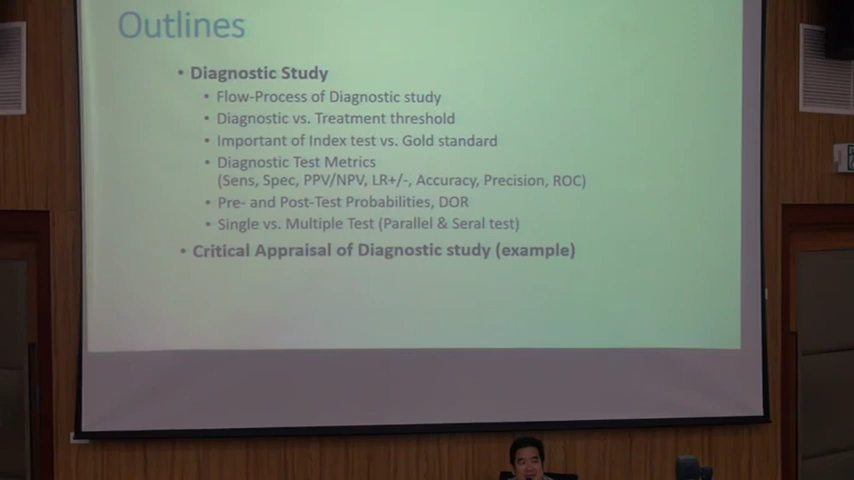 Outlines
• Diagnostic Study
• Flow-Process of Diagnostic study
• Diagnostic vs. Treatment threshold
• Important of Index test vs. Gold standard
• Diagnostic Test Metrics
(Sens, Spec, PPV/NPV, LR+/-, Accuracy, Precision, ROC)
• Pre- and Post-Test Probabilities, DOR
• Single vs. Multiple Test (Parallel & Seral test)
• Critical Appraisal of Diagnostic study (example)